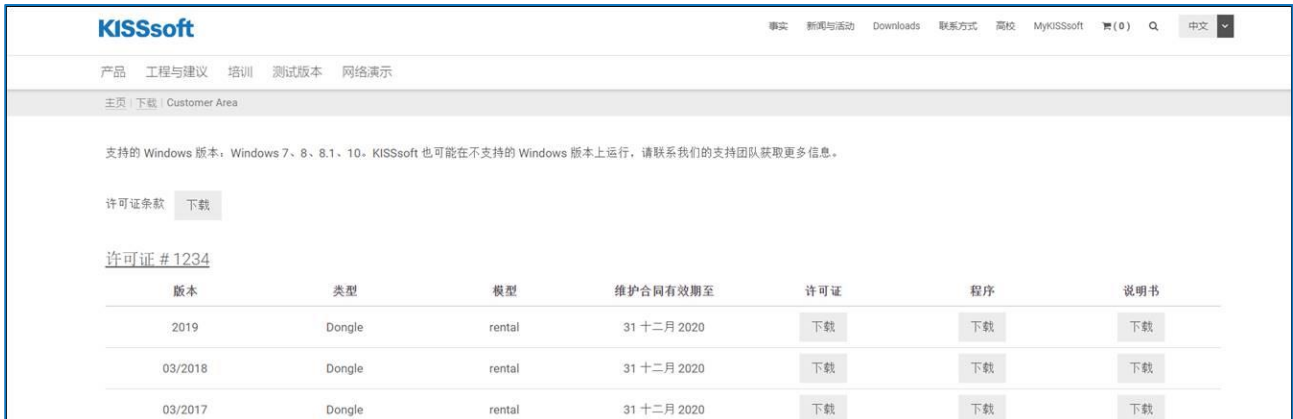 KISSsoft 事实 新闻与活动 Downloads 联系方式 高校 MyKISSsoft (0) 中文
产品 工程与建议 培训 测试版本 网络演示
主页 | 下载 | Customer Area
支持的 Windows 版本：Windows 7、8、8.1、10。KISSsoft 也可能在不支持的 Windows 版本上运行，请联系我们的支持团队获取更多信息。
许可证条款 下载
许可证 # 1234
版本 类型 模型 维护合同有效期至 许可证 程序 说明书
2019 Dongle rental 31 十二月 2020 下载 下载 下载
03/2018 Dongle rental 31 十二月 2020 下载 下载 下载
03/2017 Dongle rental 31 十二月 2020 下载 下载 下载